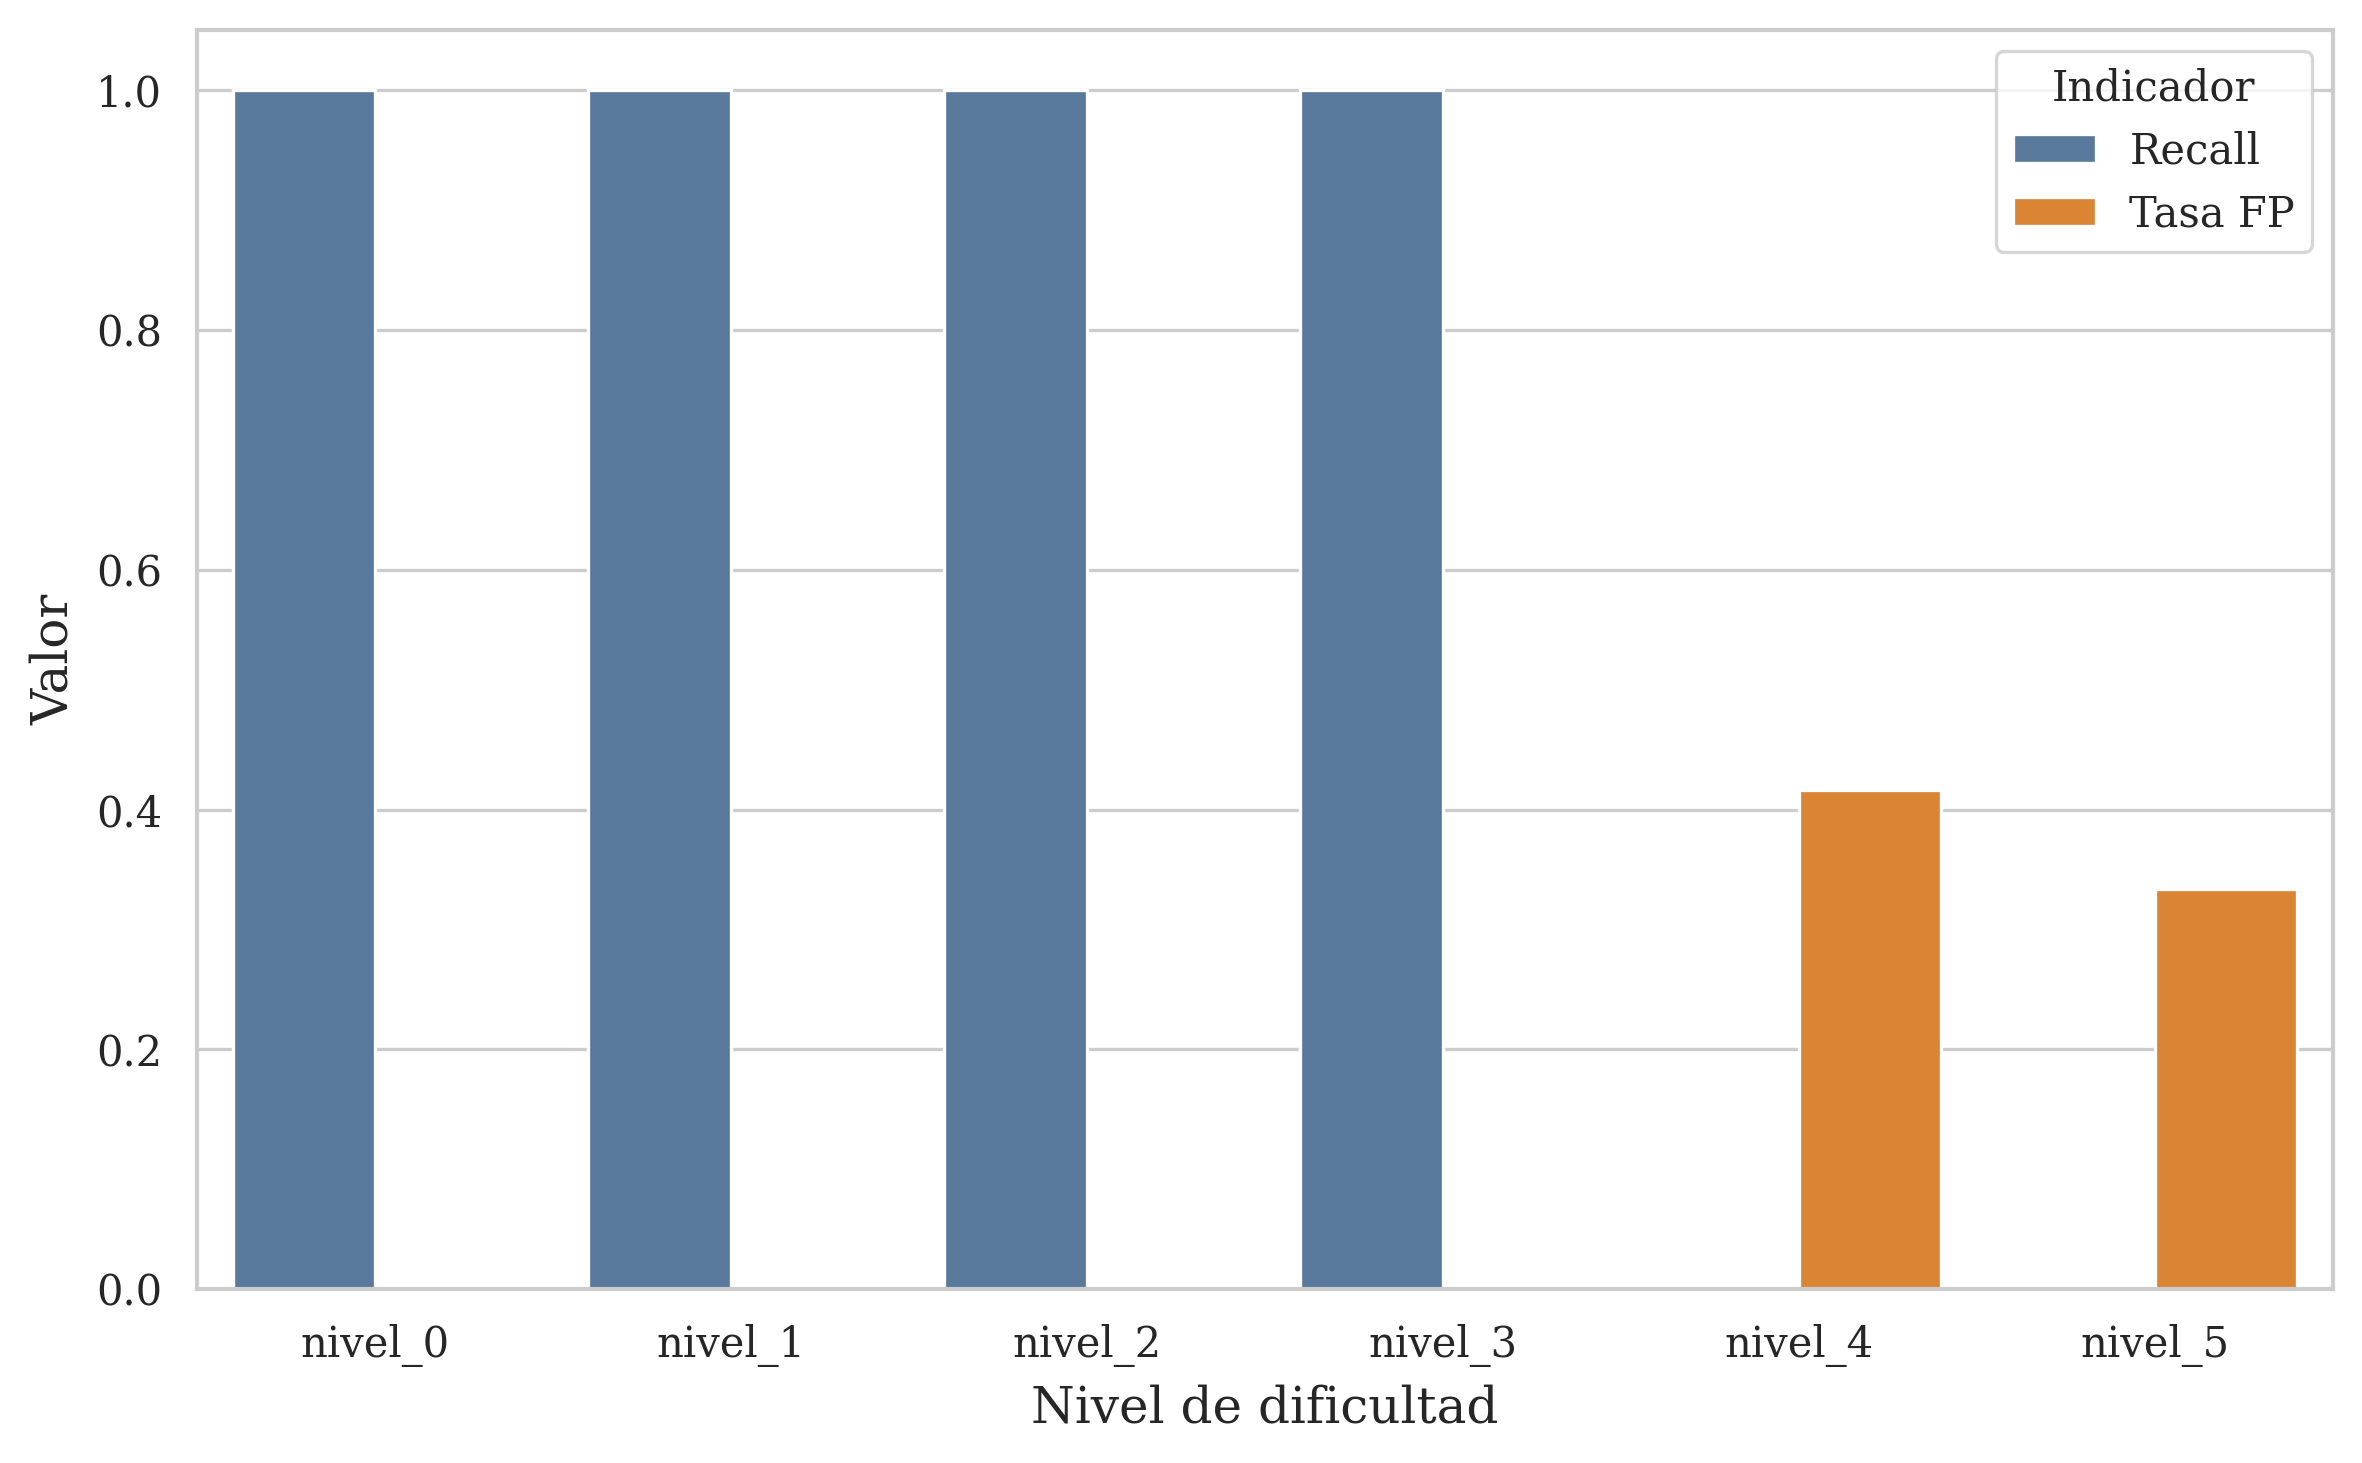 Indicador
Recall
Tasa FP
1.0
0.8
0.6
0.4
0.2
0.0
Valor
nivel_0
nivel_1
nivel_2
nivel_3
nivel_4
nivel_5
Nivel de dificultad